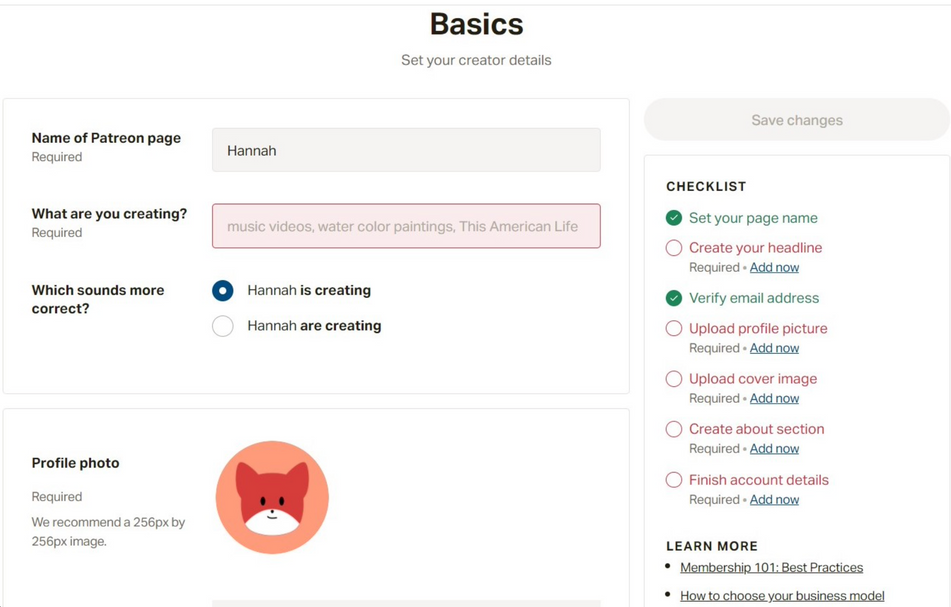 Basics
Set your creator details
Name of Patreon page
Required
Hannah
What are you creating?
Required
music videos, water color paintings, This American Life
Which sounds more
correct?
Hannah is creating
Hannah are creating
Profile photo
Required
We recommend a 256px by
256px image.
Save changes
CHECKLIST
Set your page name
Create your headline
Required • Add now
Verify email address
Upload profile picture
Required • Add now
Upload cover image
Required • Add now
Create about section
Required • Add now
Finish account details
Required • Add now
LEARN MORE
• Membership 101: Best Practices
• How to choose your business model